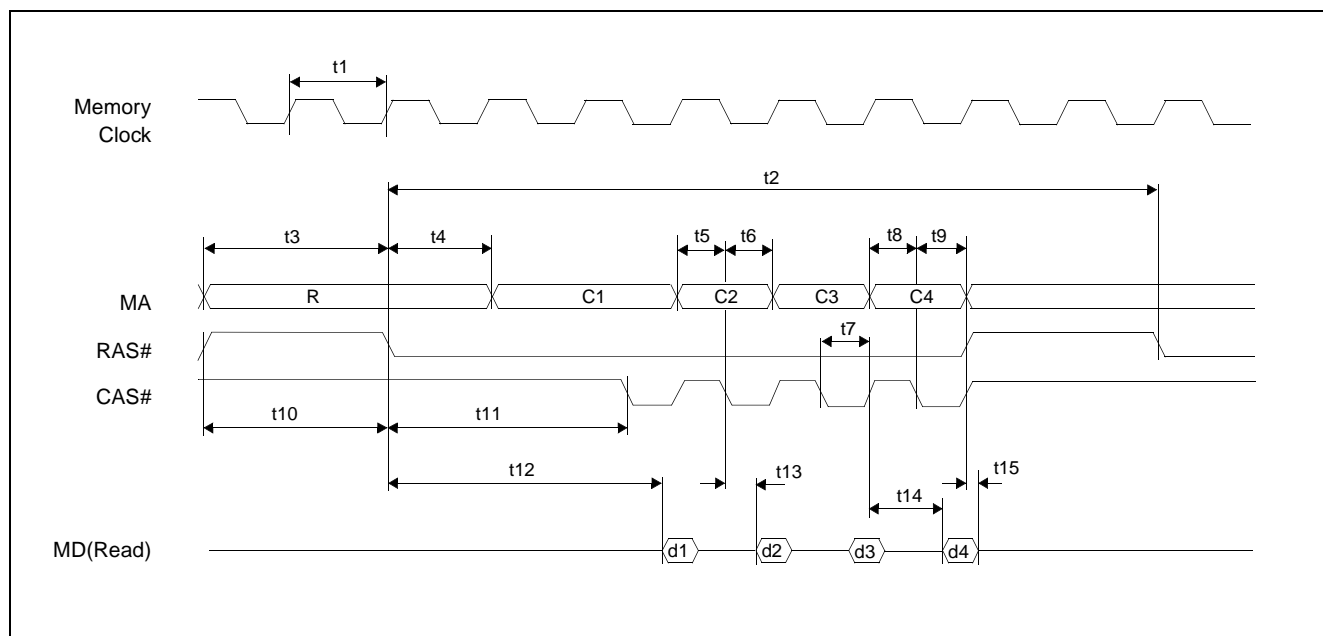 t1
Memory
Clock
t2
t3
t4
t5
t6
t8
t9
MA
R
C1
C2
C3
C4
t7
RAS#
CAS#
t10
t11
t12
t13
t15
t14
MD(Read)
d1
d2
d3
d4